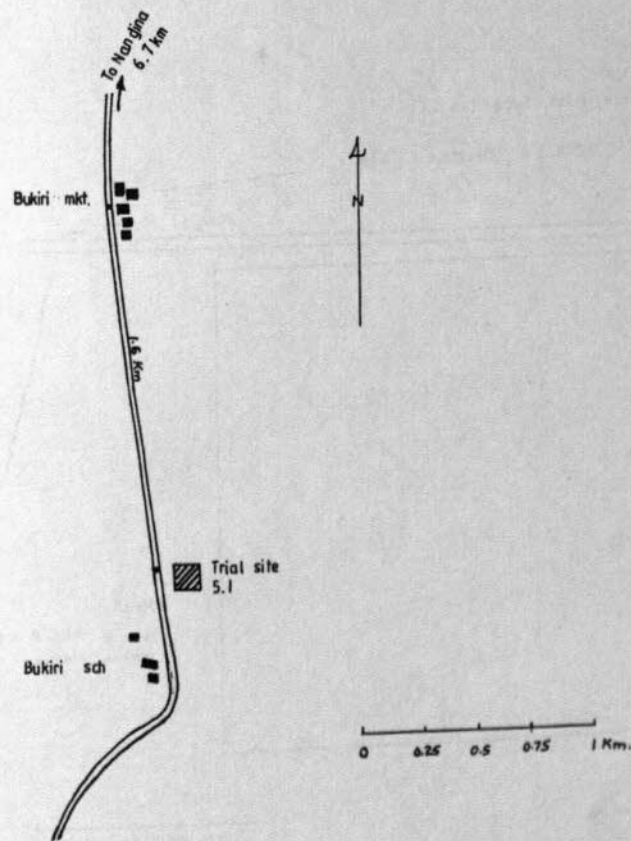 To Nangina
6.7 km
Bukiri mkt.
N
1.6 Km
Trial site
5.1
Bukiri sch
0 0.25 0.5 0.75 1 Km.